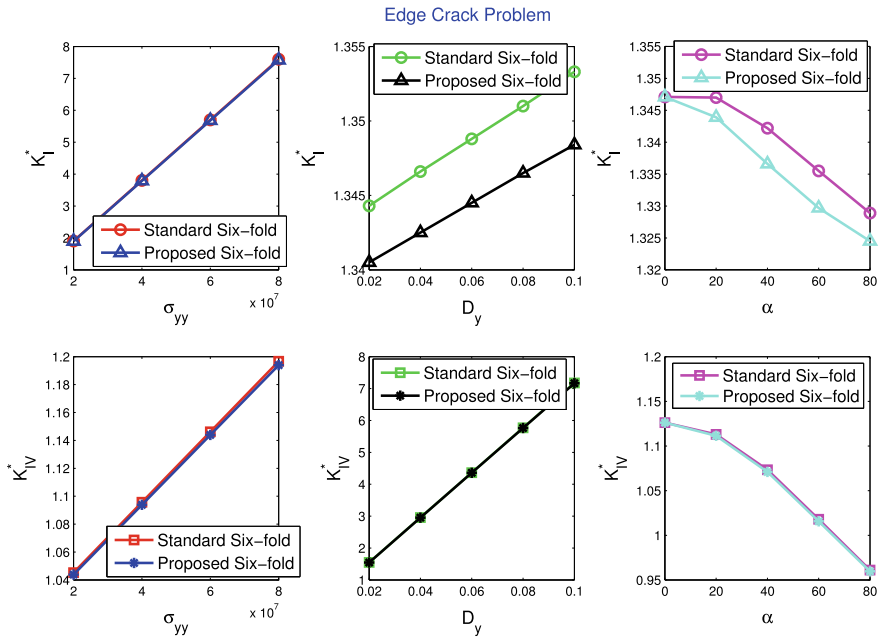 Edge Crack Problem
8
7
6
5
4
3
2
1
K*I
Standard Six−fold
Proposed Six−fold
2 4 6 8
x 10^7
σyy
1.355
1.35
1.345
1.34
K*I
Standard Six−fold
Proposed Six−fold
0.02 0.04 0.06 0.08 0.1
Dy
1.355
1.35
1.345
1.34
1.335
1.33
1.325
1.32
K*I
Standard Six−fold
Proposed Six−fold
0 20 40 60 80
α
1.2
1.18
1.16
1.14
1.12
1.1
1.08
1.06
1.04
K*IV
Standard Six−fold
Proposed Six−fold
2 4 6 8
x 10^7
σyy
8
7
6
5
4
3
2
1
K*IV
Standard Six−fold
Proposed Six−fold
0.02 0.04 0.06 0.08 0.1
Dy
1.2
1.15
1.1
1.05
1
0.95
K*IV
Standard Six−fold
Proposed Six−fold
0 20 40 60 80
α